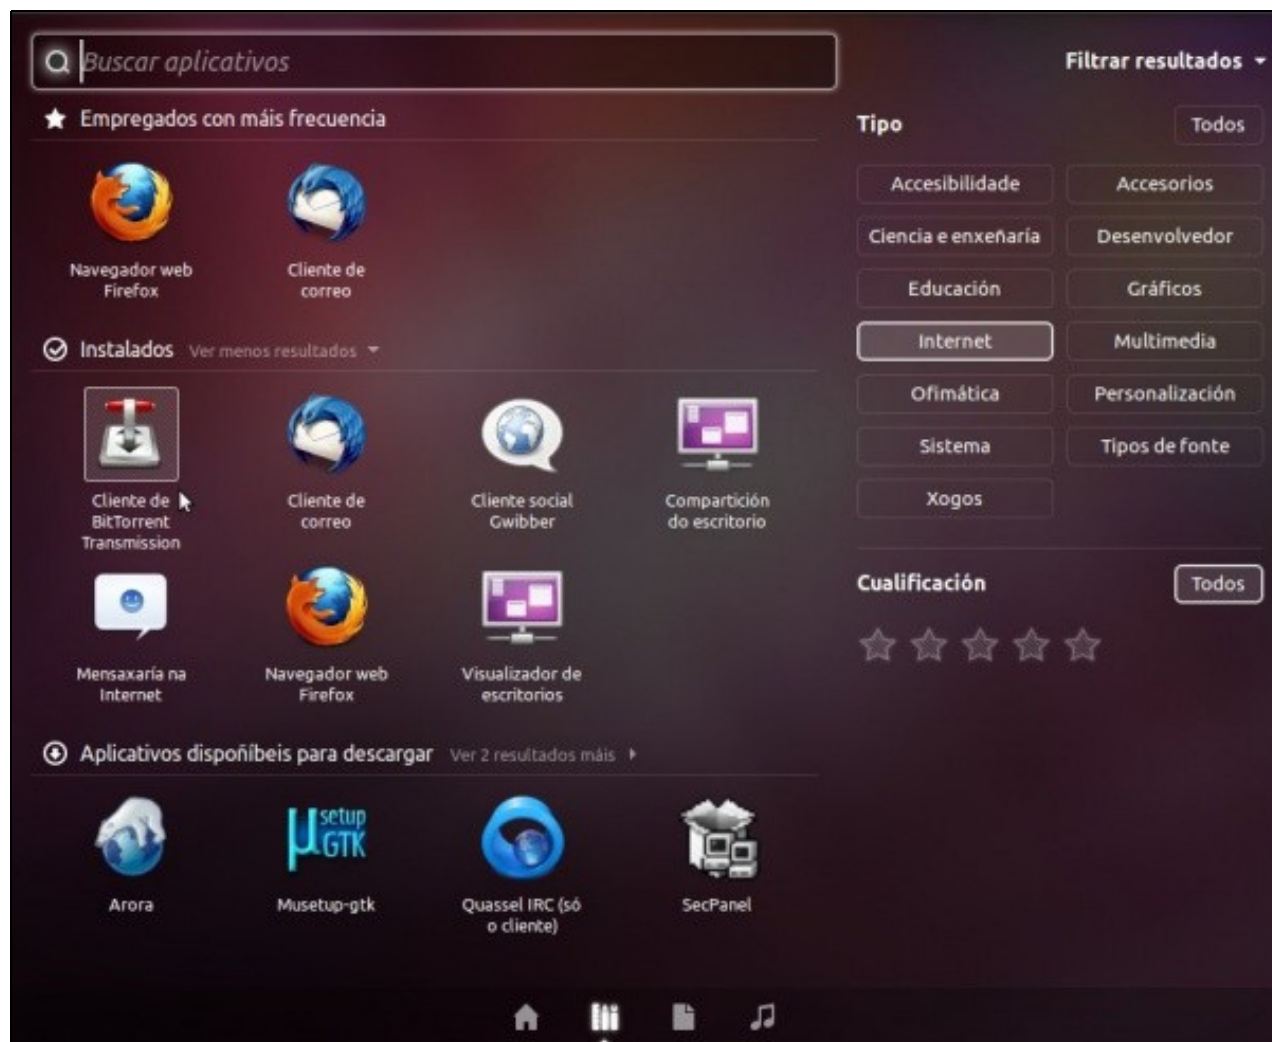 Buscar aplicativos
Filtrar resultados
Empregados con máis frecuencia
Navegador web
Firefox
Cliente de
correo
Instalados Ver menos resultados
Cliente de
BitTorrent
Transmission
Cliente de
correo
Cliente social
Gwibber
Compartición
do escritorio
Mensaxaría na
Internet
Navegador web
Firefox
Visualizador de
escritorios
Aplicativos dispoñíbeis para descargar Ver 2 resultados máis
µ setup
GTK
Arora
Musetup-gtk
Quassel IRC (só
o cliente)
SecPanel
Tipo Todos
Accesibilidade Accesorios
Ciencia e enxeñaría Desenvolvedor
Educación Gráficos
Internet Multimedia
Ofimática Personalización
Sistema Tipos de fonte
Xogos
Cualificación Todos